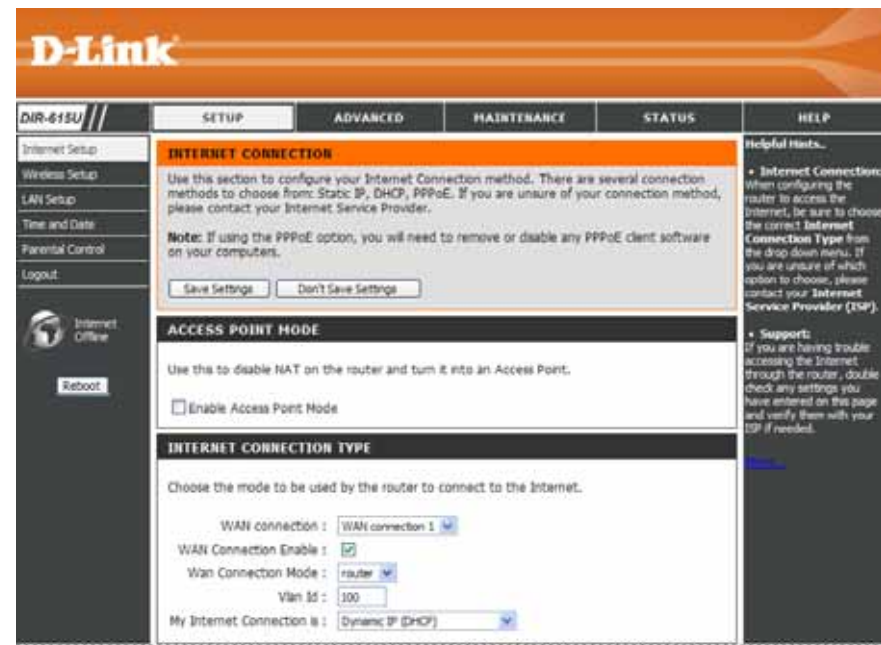 D-Link
DIR-615U
SETUP
ADVANCED
MAINTENANCE
STATUS
HELP
Internet Setup
Wireless Setup
LAN Setup
Time and Date
Parental Control
Logout
Internet
Offline
Reboot
INTERNET CONNECTION
Use this section to configure your Internet Connection method. There are several connection
methods to choose from: Static IP, DHCP, PPPoE. If you are unsure of your connection method,
please contact your Internet Service Provider.
Note: If using the PPPoE option, you will need to remove or disable any PPPoE client software
on your computers.
Save Settings
Don't Save Settings
ACCESS POINT MODE
Use this to disable NAT on the router and turn it into an Access Point.
Enable Access Point Mode
INTERNET CONNECTION TYPE
Choose the mode to be used by the router to connect to the Internet.
WAN connection : WAN connection 1
WAN Connection Enable :
Wan Connection Mode : router
Vlan Id : 100
My Internet Connection is : Dynamic IP (DHCP)
Helpful Hints..
• Internet Connection:
When configuring the
router to access the
Internet, be sure to choose
the correct Internet
Connection Type from
the drop down menu. If
you are unsure of which
option to choose, please
contact your Internet
Service Provider (ISP).
• Support:
If you are having trouble
accessing the Internet
through the router, double
check any settings you
have entered on this page
and verify them with your
ISP if needed.
More...